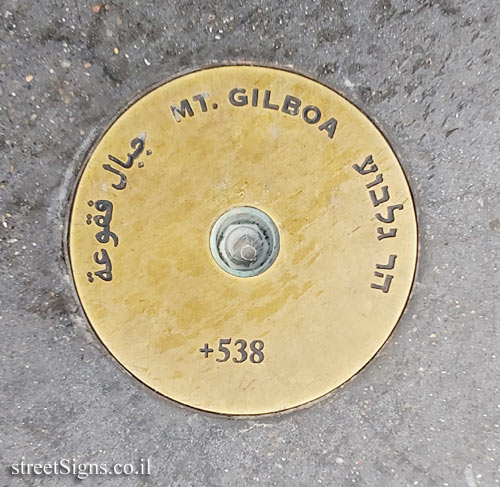 MT. GILBOA
جبال فقوعة
הר גלבוע
+538
streetSigns.co.il